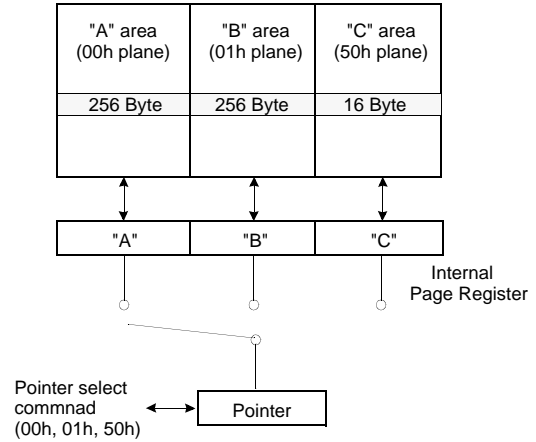 "A" area
(00h plane)
"B" area
(01h plane)
"C" area
(50h plane)
256 Byte
256 Byte
16 Byte
"A"
"B"
"C"
Internal
Page Register
Pointer select
commnad
(00h, 01h, 50h)
Pointer